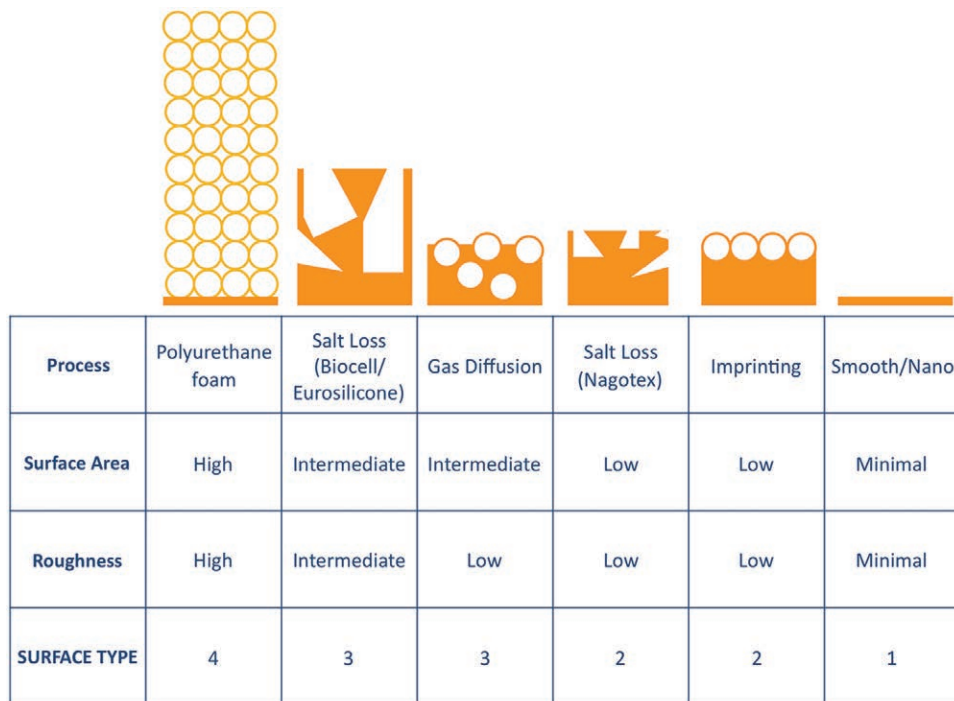 Process
Polyurethane
foam
Salt Loss
(Biocell/
Eurosilicone)
Gas Diffusion
Salt Loss
(Nagotex)
Imprinting
Smooth/Nano
Surface Area
High
Intermediate
Intermediate
Low
Low
Minimal
Roughness
High
Intermediate
Low
Low
Low
Minimal
SURFACE TYPE
4
3
3
2
2
1